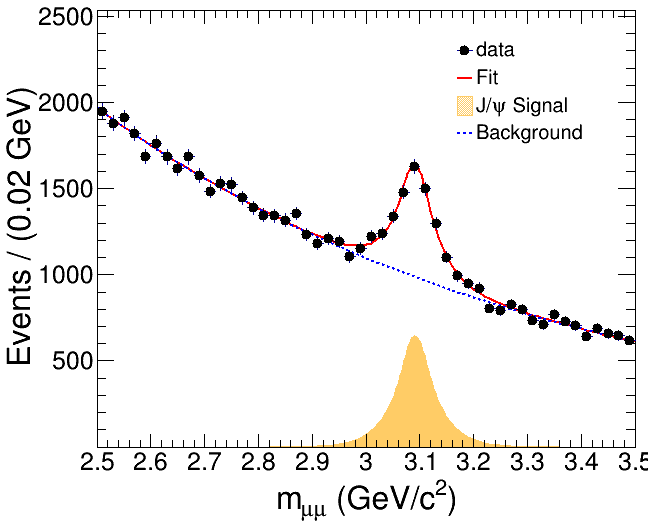 2500
2000
1500
1000
500
Events / (0.02 GeV)
data
Fit
J/ψ Signal
Background
2.5 2.6 2.7 2.8 2.9 3 3.1 3.2 3.3 3.4 3.5
mμμ (GeV/c²)